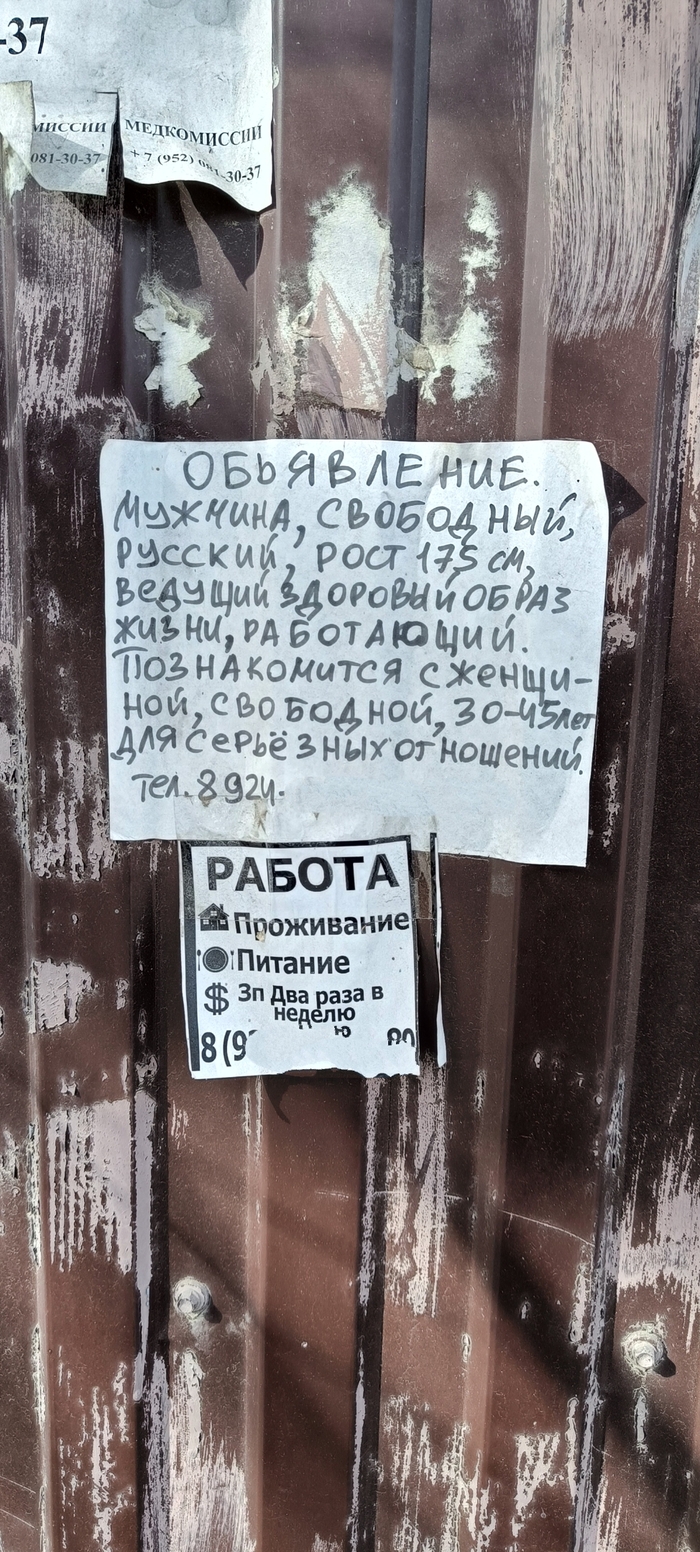 -37
МИССИИ
081-30-37
МЕДКОМИССИИ
+7 (952) 081-30-37
ОБЬЯВЛЕНИЕ.
МУЖЧИНА, СВОБОДНЫЙ,
РУССКИЙ, РОСТ 175 СМ,
ВЕДУЩИЙ ЗДОРОВЫЙ ОБРАЗ
ЖИЗНИ, РАБОТАЮЩИЙ.
ПОЗНАКОМИТСЯ С ЖЕНЩИ-
НОЙ, СВОБОДНОЙ, 30-45 лет
ДЛЯ СЕРЬЁЗНЫХ ОТНОШЕНИЙ.
тел. 8 924.
РАБОТА
Проживание
Питание
$ Зп Два раза в
неделю
8(9